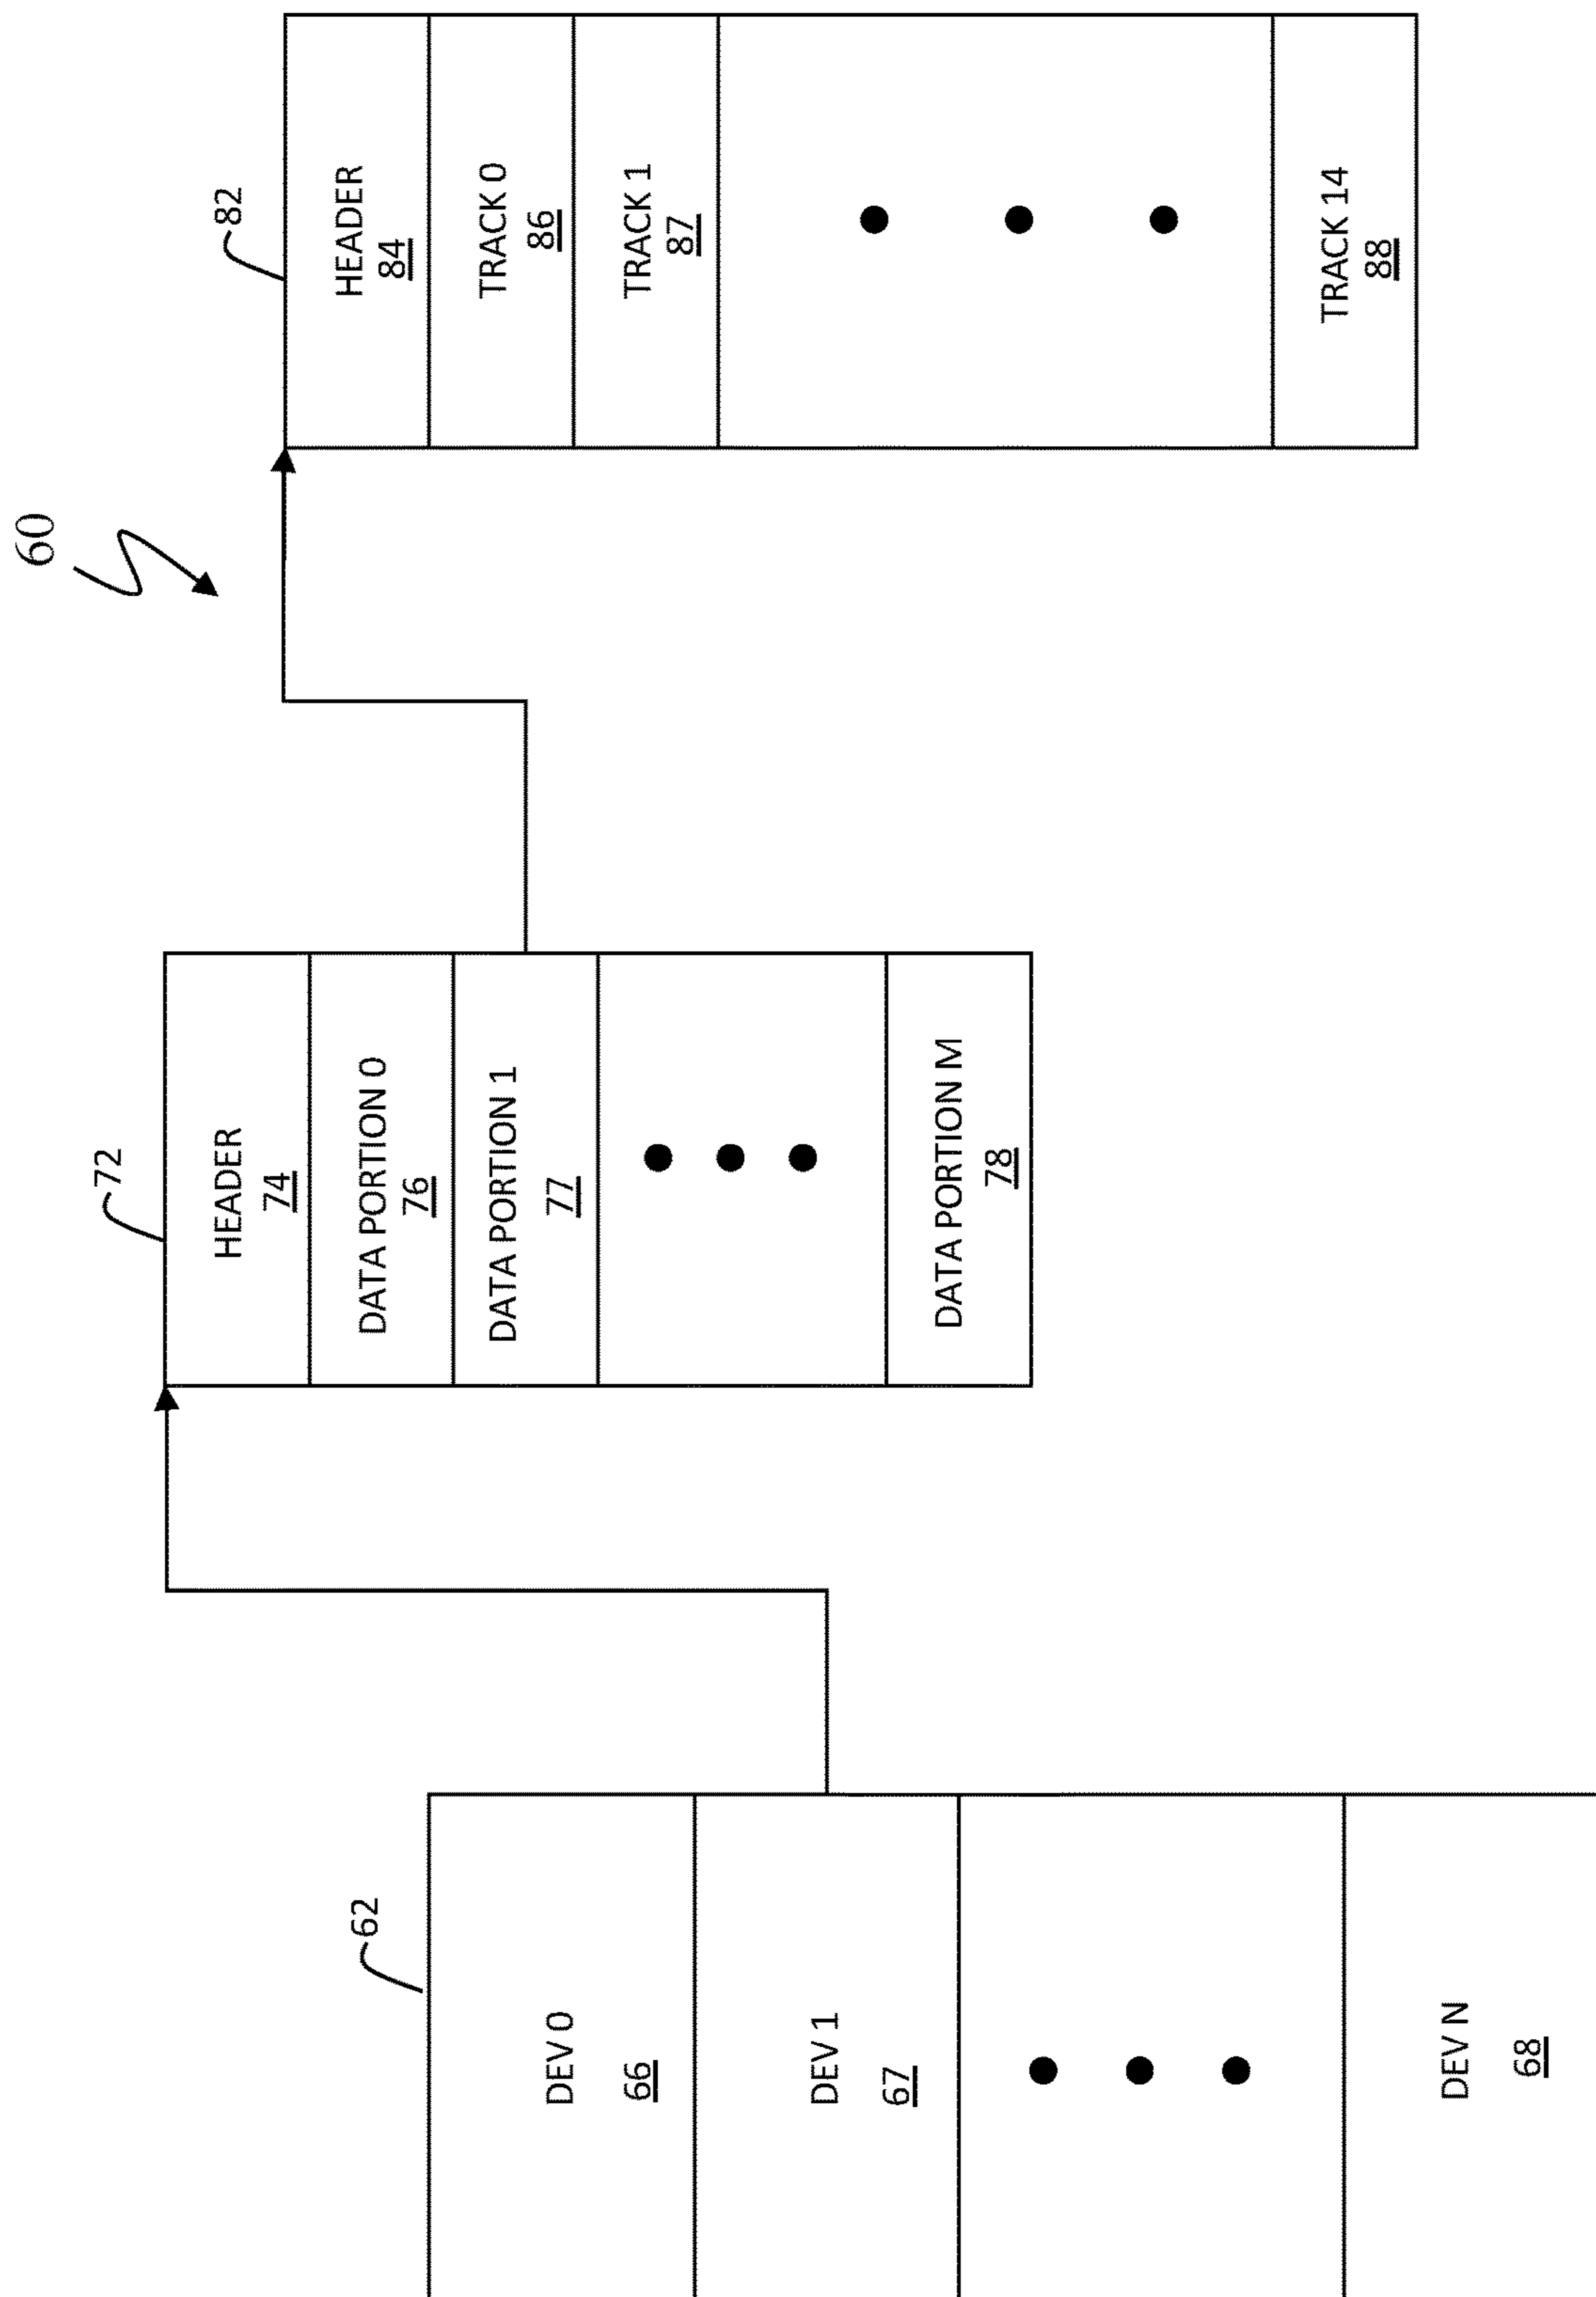 60
62
DEV 0
66
DEV 1
67
DEV N
68
72
HEADER
74
DATA PORTION 0
76
DATA PORTION 1
77
DATA PORTION M
78
82
HEADER
84
TRACK 0
86
TRACK 1
87
TRACK 14
88